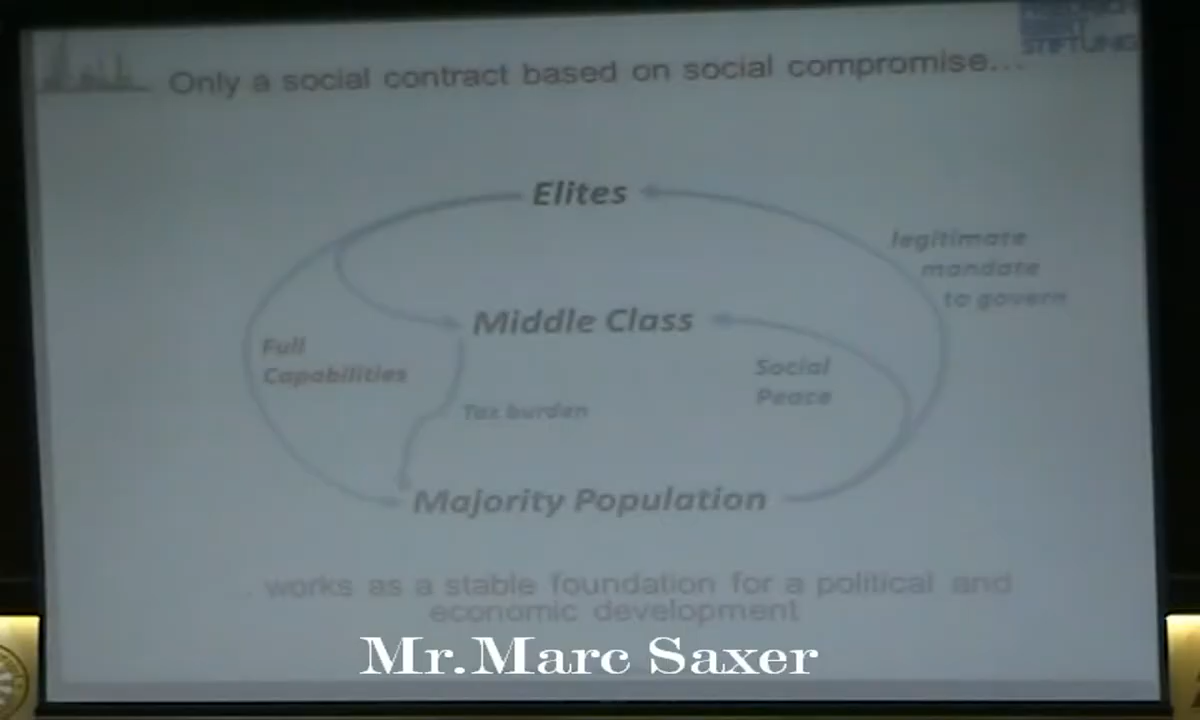 STIFTUNG
Only a social contract based on social compromise...
Elites
legitimate
mandate
to govern
Middle Class
Full
Capabilities
Social
Peace
Tax burden
Majority Population
works as a stable foundation for a political and
economic development
Mr.Marc Saxer